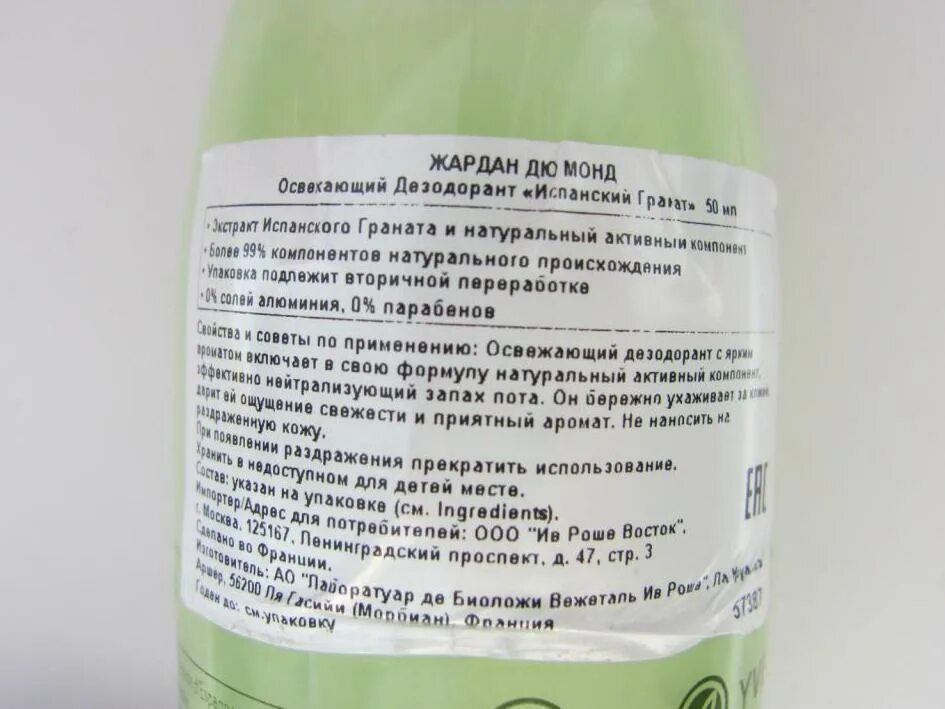 ЖАРДАН ДЮ МОНД
Освежающий Дезодорант «Испанский Гранат» 50 мл
• Экстракт Испанского Граната и натуральный активный компонент
• Более 99% компонентов натурального происхождения
• Упаковка подлежит вторичной переработке
• 0% солей алюминия, 0% парабенов
Свойства и советы по применению: Освежающий дезодорант с ярким
ароматом включает в свою формулу натуральный активный компонент,
эффективно нейтрализующий запах пота. Он бережно ухаживает за кожей,
дарит ей ощущение свежести и приятный аромат. Не наносить на
раздраженную кожу.
При появлении раздражения прекратить использование.
Хранить в недоступном для детей месте.
Состав: указан на упаковке (см. Ingredients).
Импортер/Адрес для потребителей: ООО "Ив Роше Восток",
г. Москва, 125167, Ленинградский проспект, д. 47, стр. 3
Сделано во Франции.
Изготовитель: АО "Лаборатуар де Биоложи Вежеталь Ив Роше", Ля
Аршер, 56200 Ля Гасийи (Морбиан), Франция
Годен до: см.упаковку
EAC
57387
YV